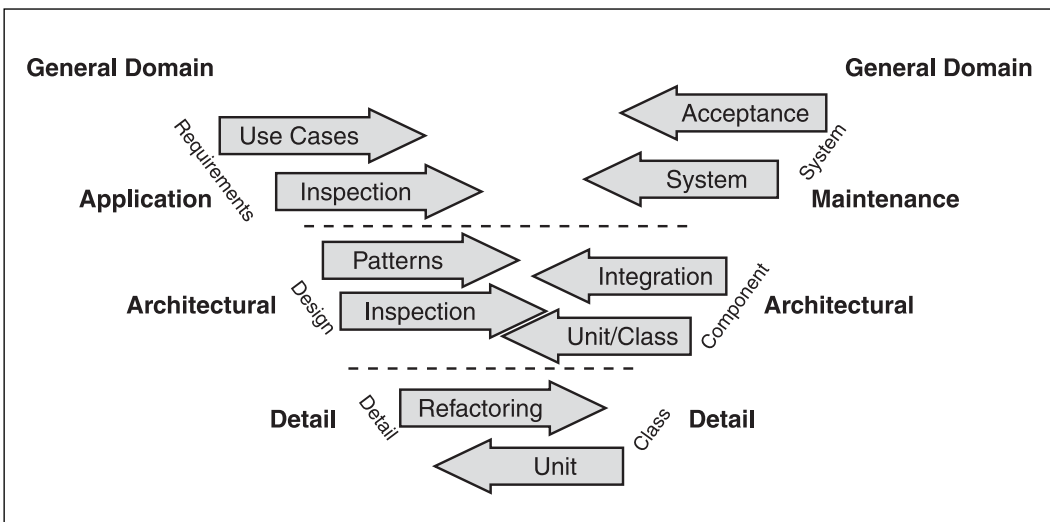 General Domain
General Domain
Use Cases
Acceptance
Requirements
System
Inspection
System
Application
Maintenance
Patterns
Integration
Architectural
Design
Inspection
Unit/Class
Component
Architectural
Refactoring
Detail
Detail
Class
Detail
Unit